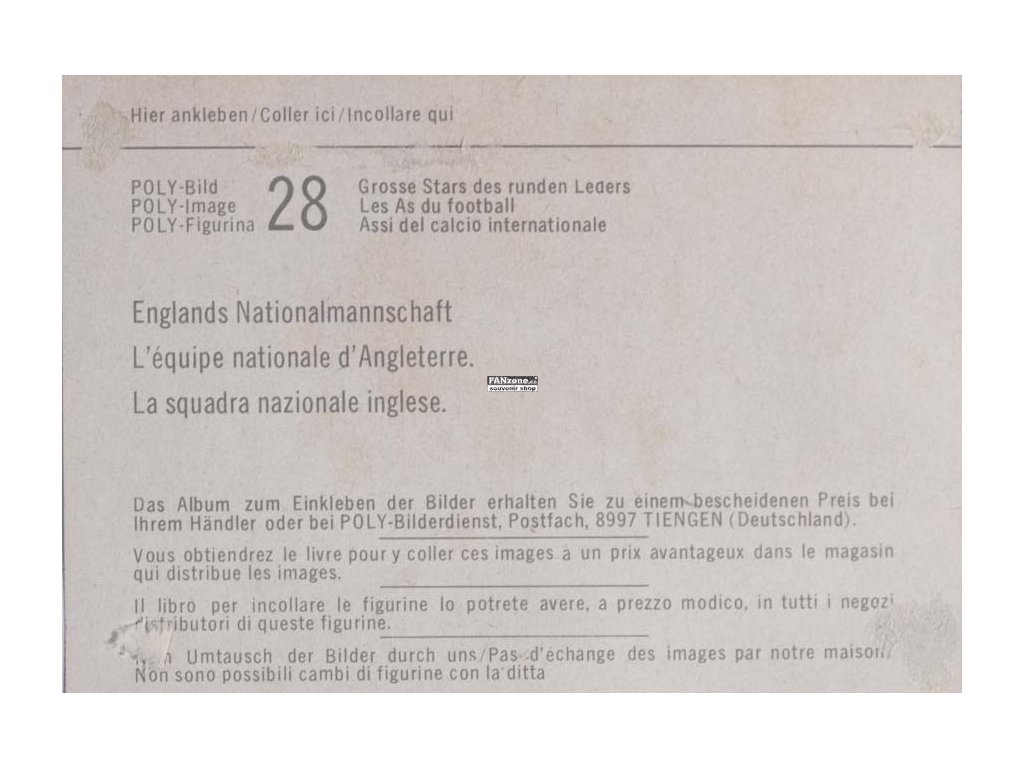 Hier ankleben/Coller ici/Incollare qui
POLY-Bild
POLY-Image
POLY-Figurina
28
Grosse Stars des runden Leders
Les As du football
Assi del calcio internationale
Englands Nationalmannschaft
L'équipe nationale d'Angleterre.
La squadra nazionale inglese.
FANzone.cz
souvenir shop
Das Album zum Einkleben der Bilder erhalten Sie zu einem bescheidenen Preis bei
Ihrem Händler oder bei POLY-Bilderdienst, Postfach, 8997 TIENGEN (Deutschland).
Vous obtiendrez le livre pour y coller ces images à un prix avantageux dans le magasin
qui distribue les images.
Il libro per incollare le figurine lo potrete avere, a prezzo modico, in tutti i negozi
distributori di queste figurine.
Umtausch der Bilder durch uns/Pas d'échange des images par notre maison/
Non sono possibili cambi di figurine con la ditta